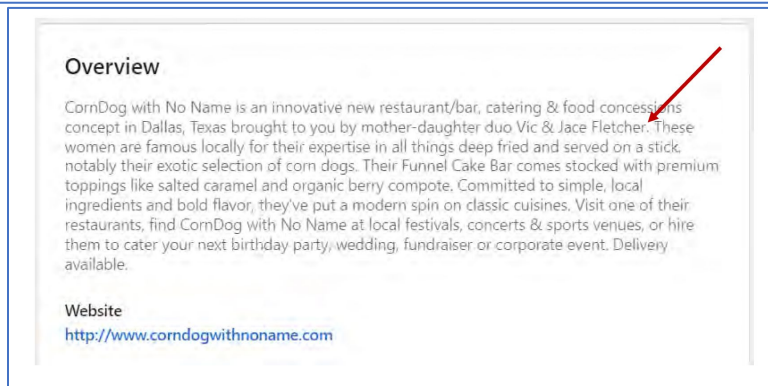 Overview
CornDog with No Name is an innovative new restaurant/bar, catering & food concessions
concept in Dallas, Texas brought to you by mother-daughter duo Vic & Jace Fletcher. These
women are famous locally for their expertise in all things deep fried and served on a stick,
notably their exotic selection of corn dogs. Their Funnel Cake Bar comes stocked with premium
toppings like salted caramel and organic berry compote. Committed to simple, local
ingredients and bold flavor, they've put a modern spin on classic cuisines. Visit one of their
restaurants, find CornDog with No Name at local festivals, concerts & sports venues, or hire
them to cater your next birthday party, wedding, fundraiser or corporate event. Delivery
available.
Website
http://www.corndogwithnoname.com